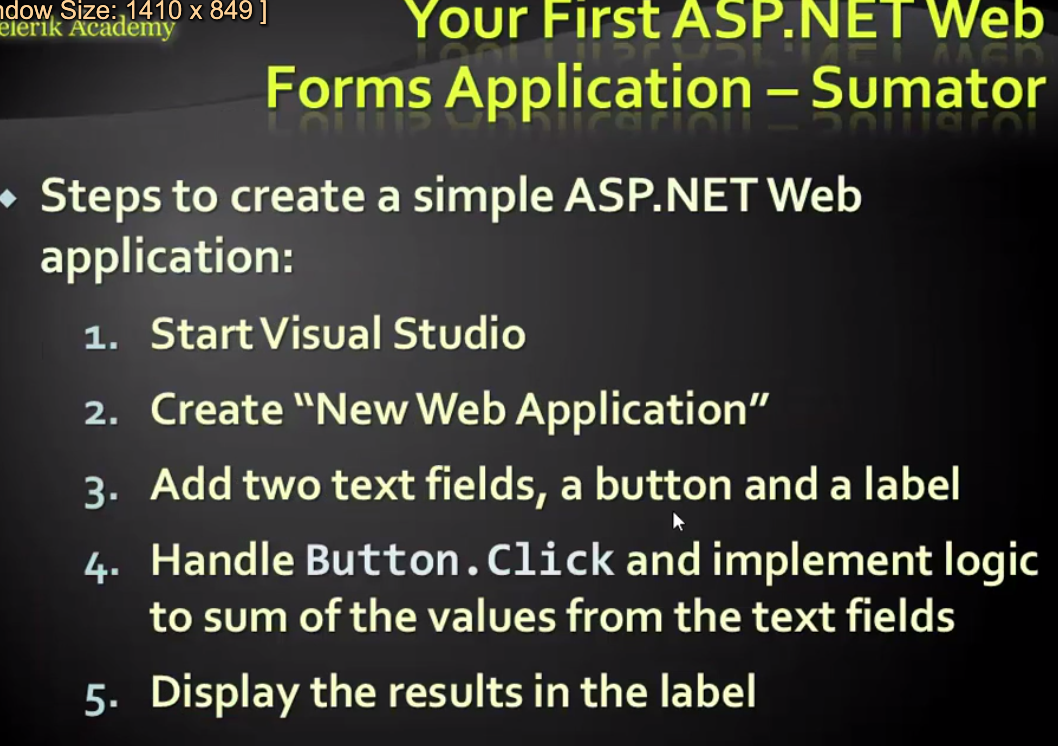 ndow Size: 1410 x 849 ]
elerik Academy
Your First ASP.NET Web
Forms Application – Sumator
Steps to create a simple ASP.NET Web
application:
1. Start Visual Studio
2. Create “New Web Application”
3. Add two text fields, a button and a label
4. Handle Button.Click and implement logic
to sum of the values from the text fields
5. Display the results in the label